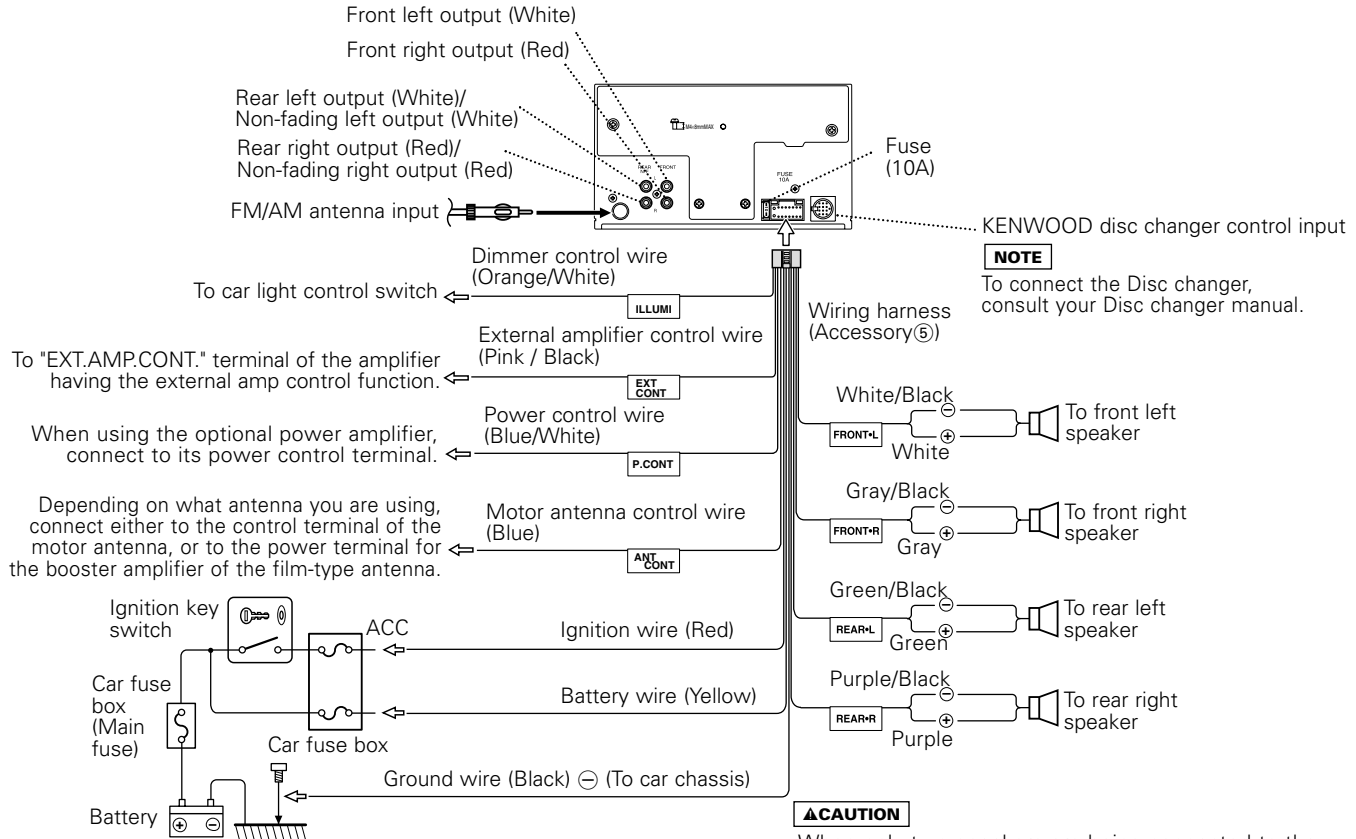 Front left output (White)
Front right output (Red)
Rear left output (White)/
Non-fading left output (White)
Rear right output (Red)/
Non-fading right output (Red)
FM/AM antenna input
M4×8mmMAX
REAR
FRONT
L
R
FUSE
10A
Fuse
(10A)
KENWOOD disc changer control input
NOTE
To connect the Disc changer,
consult your Disc changer manual.
Dimmer control wire
(Orange/White)
To car light control switch
ILLUMI
Wiring harness
(Accessory⑤)
External amplifier control wire
(Pink / Black)
To "EXT.AMP.CONT." terminal of the amplifier
having the external amp control function.
EXT
CONT
Power control wire
(Blue/White)
When using the optional power amplifier,
connect to its power control terminal.
P.CONT
Motor antenna control wire
(Blue)
Depending on what antenna you are using,
connect either to the control terminal of the
motor antenna, or to the power terminal for
the booster amplifier of the film-type antenna.
ANT
CONT
White/Black
⊖
FRONT•L
⊕
White
To front left
speaker
Gray/Black
⊖
FRONT•R
⊕
Gray
To front right
speaker
Green/Black
⊖
REAR•L
⊕
Green
To rear left
speaker
Purple/Black
⊖
REAR•R
⊕
Purple
To rear right
speaker
Ignition key
switch
ACC
Ignition wire (Red)
Car fuse
box
(Main
fuse)
Battery wire (Yellow)
Car fuse box
Ground wire (Black) ⊖ (To car chassis)
Battery
⊕ ⊖
⚠CAUTION